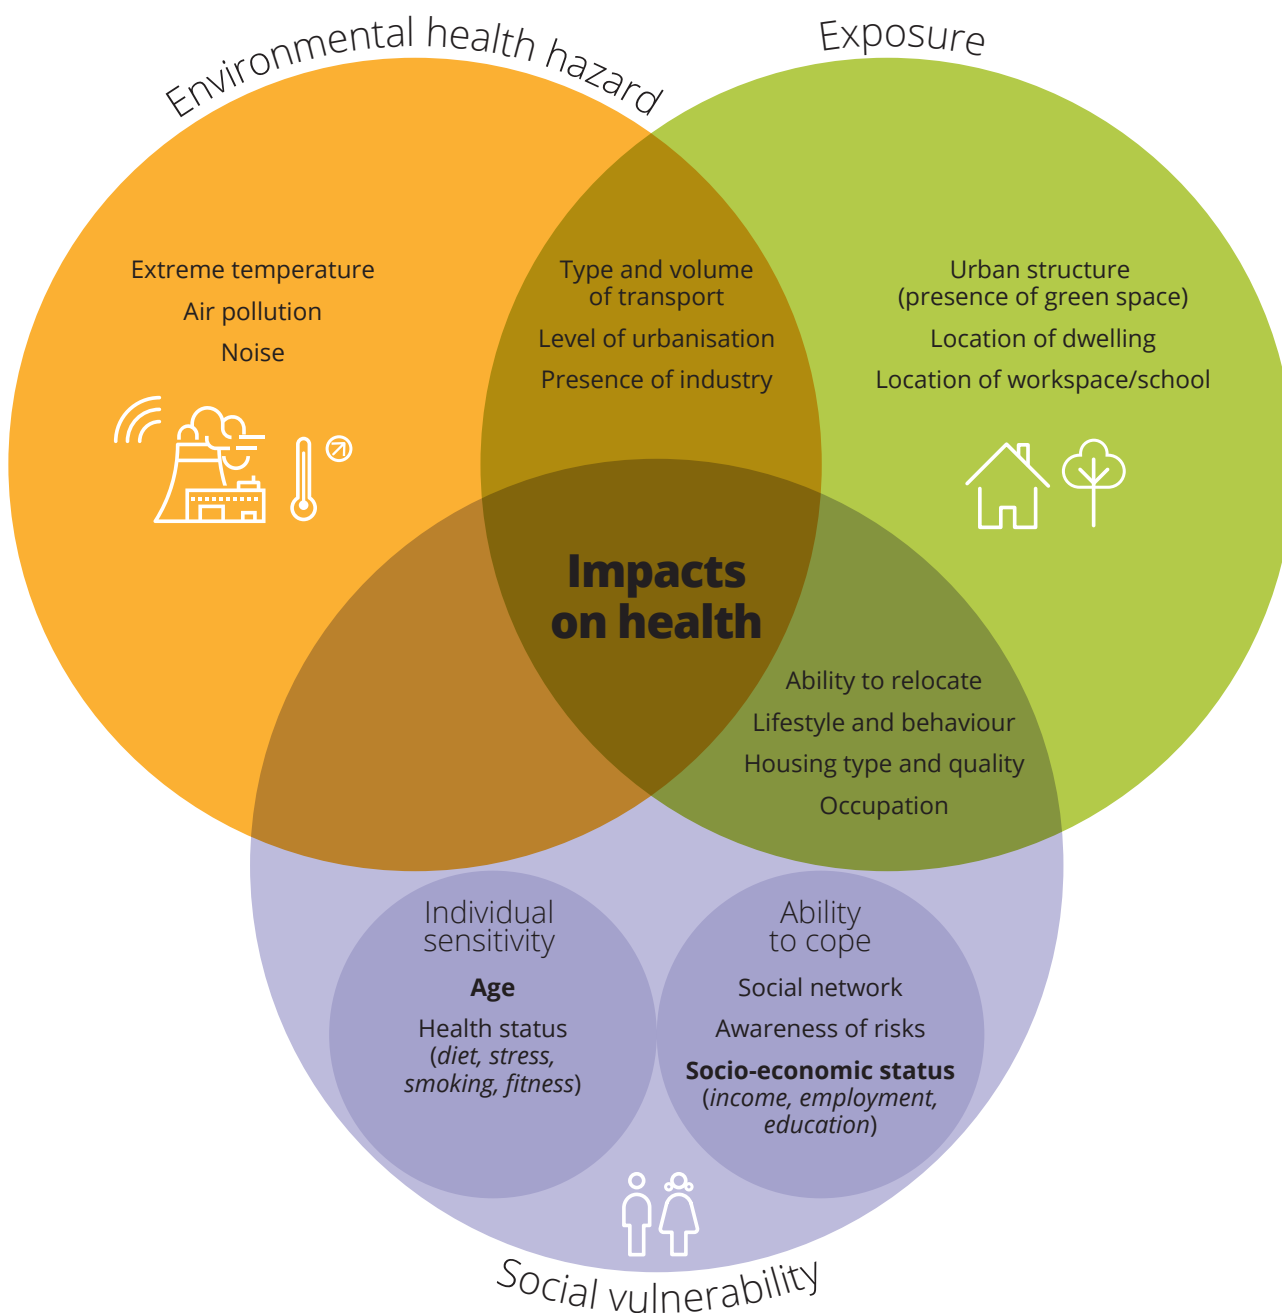 Environmental health hazard
Exposure
Extreme temperature
Air pollution
Noise
Type and volume
of transport
Level of urbanisation
Presence of industry
Urban structure
(presence of green space)
Location of dwelling
Location of workspace/school
Impacts
on health
Ability to relocate
Lifestyle and behaviour
Housing type and quality
Occupation
Individual
sensitivity
Age
Health status
(diet, stress,
smoking, fitness)
Ability
to cope
Social network
Awareness of risks
Socio-economic status
(income, employment,
education)
Social vulnerability